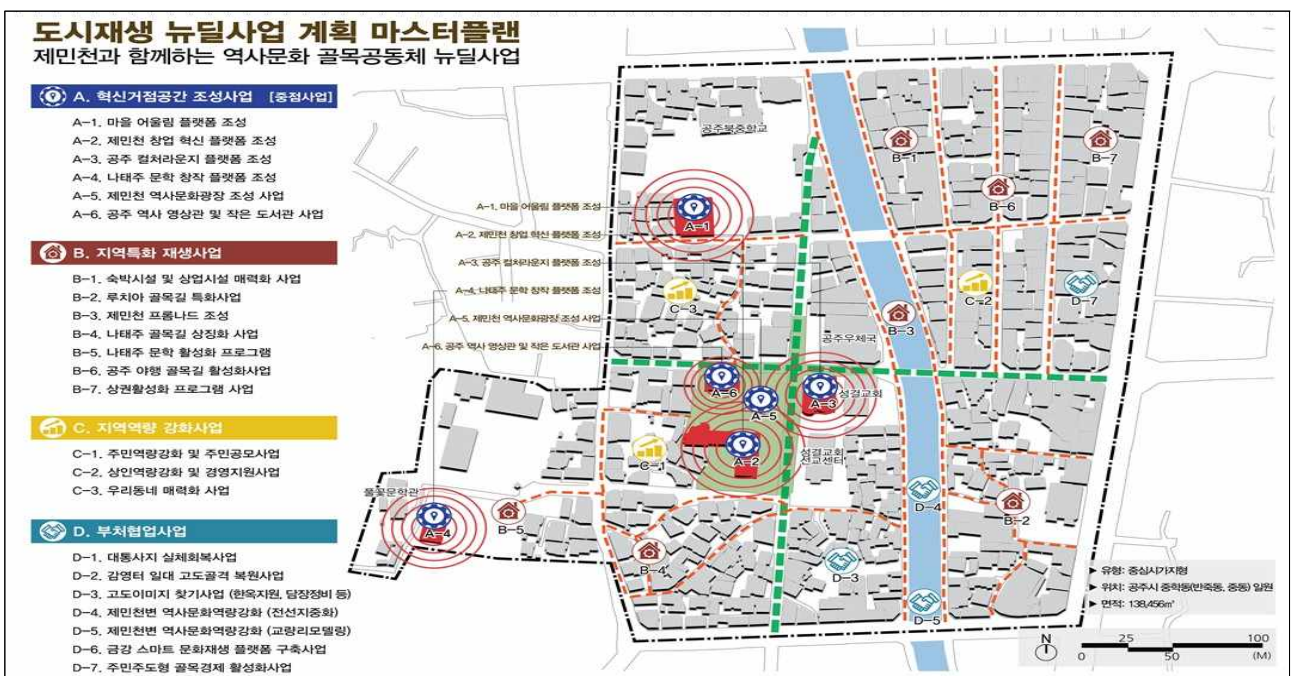 도시재생 뉴딜사업 계획 마스터플랜
제민천과 함께하는 역사문화 골목공동체 뉴딜사업
A. 혁신거점공간 조성사업 [중점사업]
A-1. 마을 어울림 플랫폼 조성
A-2. 제민천 창업 혁신 플랫폼 조성
A-3. 공주 컬처라운지 플랫폼 조성
A-4. 나태주 문학 창작 플랫폼 조성
A-5. 제민천 역사문화광장 조성 사업
A-6. 공주 역사 영상관 및 작은 도서관 사업
B. 지역특화 재생사업
B-1. 숙박시설 및 상업시설 매력화 사업
B-2. 루치아 골목길 특화사업
B-3. 제민천 프롬나드 조성
B-4. 나태주 골목길 상징화 사업
B-5. 나태주 문학 활성화 프로그램
B-6. 공주 야행 골목길 활성화사업
B-7. 상권활성화 프로그램 사업
C. 지역역량 강화사업
C-1. 주민역량강화 및 주민공모사업
C-2. 상인역량강화 및 경영지원사업
C-3. 우리동네 매력화 사업
D. 부처협업사업
D-1. 대통사지 실체회복사업
D-2. 감영터 일대 고도골격 복원사업
D-3. 고도이미지 찾기사업 (한옥지원, 담장정비 등)
D-4. 제민천변 역사문화역량강화 (전선지중화)
D-5. 제민천변 역사문화역량강화 (교량리모델링)
D-6. 금강 스마트 문화재생 플랫폼 구축사업
D-7. 주민주도형 골목경제 활성화사업
공주북중학교
B-1
B-7
B-6
A-1. 마을 어울림 플랫폼 조성
A-1
A-2. 제민천 창업 혁신 플랫폼 조성
A-3. 공주 컬처라운지 플랫폼 조성
A-4. 나태주 문학 창작 플랫폼 조성
C-3
C-2
D-7
A-5. 제민천 역사문화광장 조성 사업
B-3
공주우체국
A-6. 공주 역사 영상관 및 작은 도서관 사업
A-6
A-5
A-3
성결교회
A-2
C-1
성결교회
선교센터
풀꽃문학관
A-4
B-5
D-4
B-2
B-4
D-3
D-5
▶ 유형: 중심시가지형
▶ 위치: 공주시 중학동(반죽동, 중동) 일원
▶ 면적: 138,456㎡
N
25
100
0
50
(M)